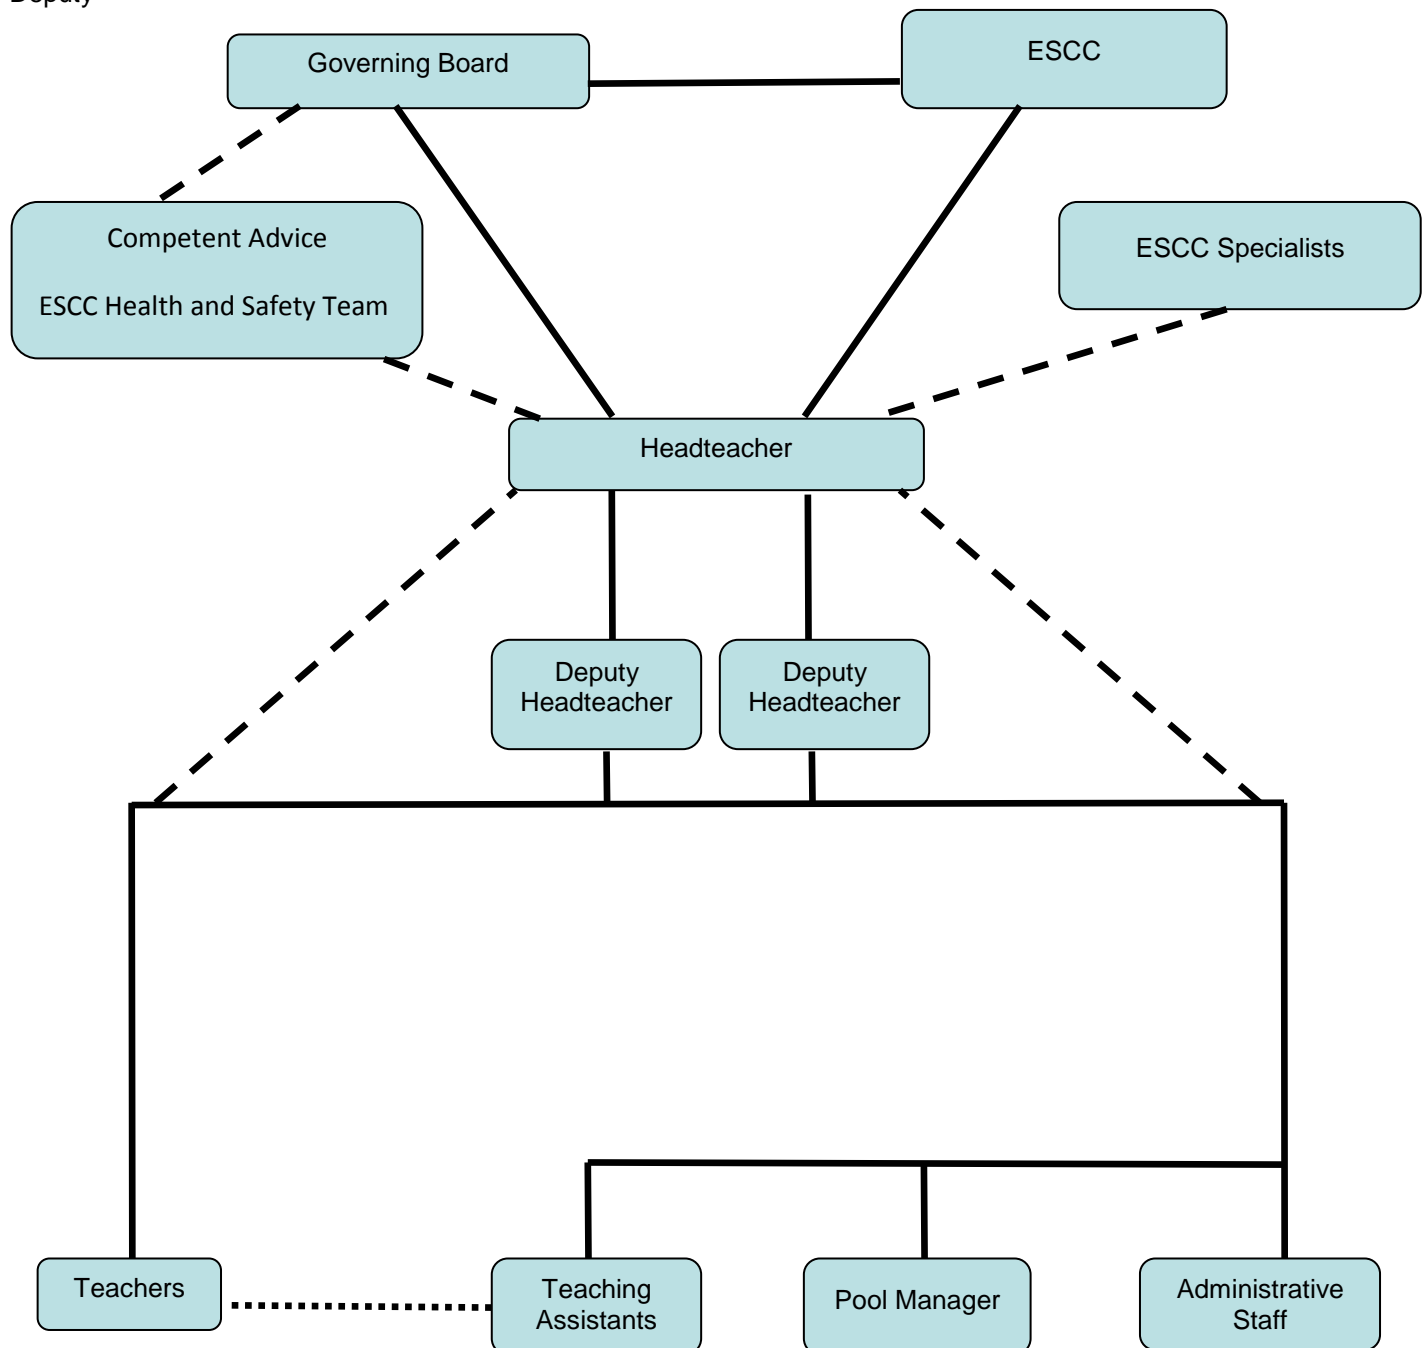 Deputy
Governing Board
ESCC
Competent Advice
ESCC Health and Safety Team
ESCC Specialists
Headteacher
Deputy
Headteacher
Deputy
Headteacher
Teachers
Teaching
Assistants
Pool Manager
Administrative
Staff